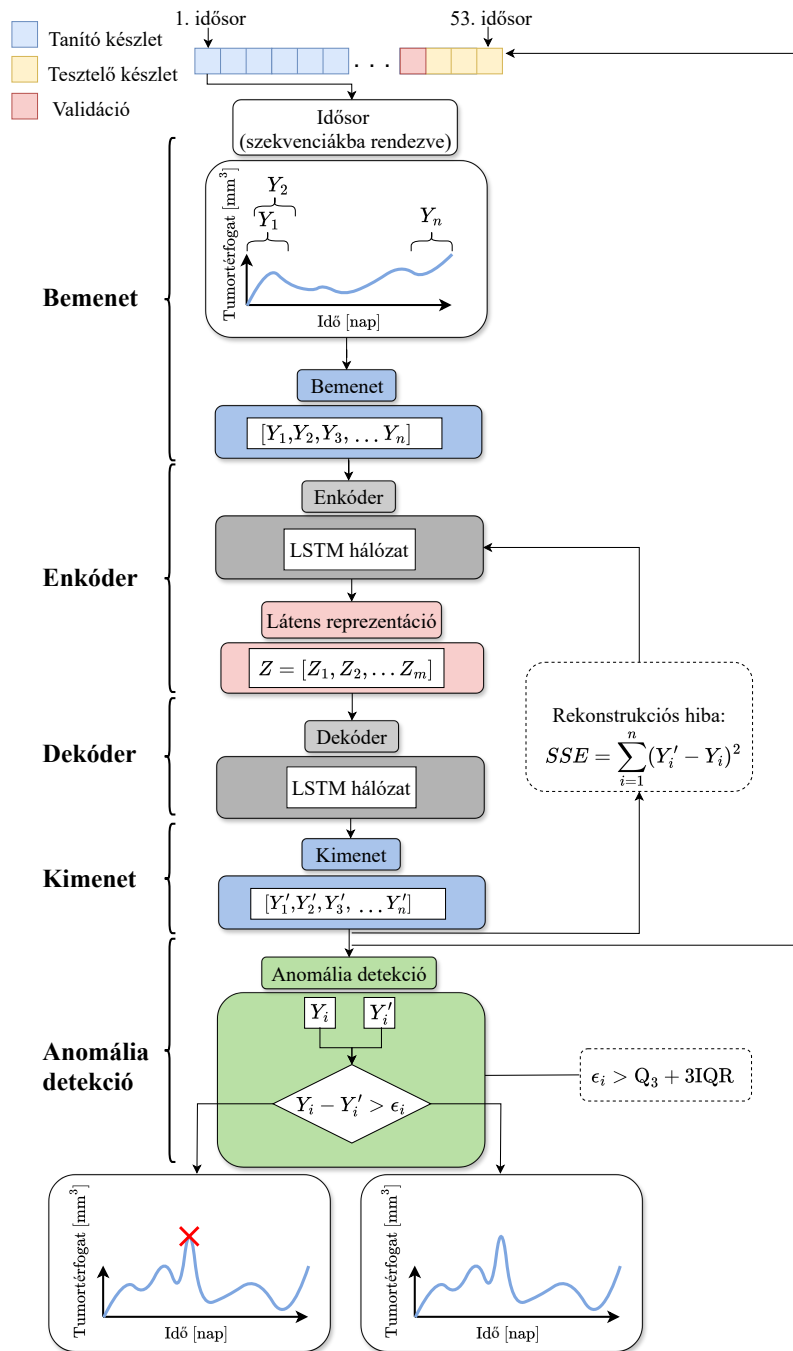 1. idősor
53. idősor
Tanító készlet
Tesztelő készlet
Validáció
. . .
Idősor
(szekvenciákba rendezve)
Tumortérfogat [mm³]
Y₂
Y₁
Yₙ
Idő [nap]
Bemenet
Bemenet
[Y₁,Y₂,Y₃, ... Yₙ]
Enkóder
Enkóder
LSTM hálózat
Látens reprezentáció
Z = [Z₁, Z₂, ... Zₘ]
Dekóder
Dekóder
LSTM hálózat
Rekonstrukciós hiba:
SSE = ∑ᵢ₌₁ⁿ (Y′ᵢ − Yᵢ)²
Kimenet
Kimenet
[Y′₁,Y′₂,Y′₃, ... Y′ₙ]
Anomália
detekció
Anomália detekció
Yᵢ
Y′ᵢ
Yᵢ − Y′ᵢ > ϵᵢ
ϵᵢ > Q₃ + 3IQR
Tumortérfogat [mm³]
Idő [nap]
Tumortérfogat [mm³]
Idő [nap]